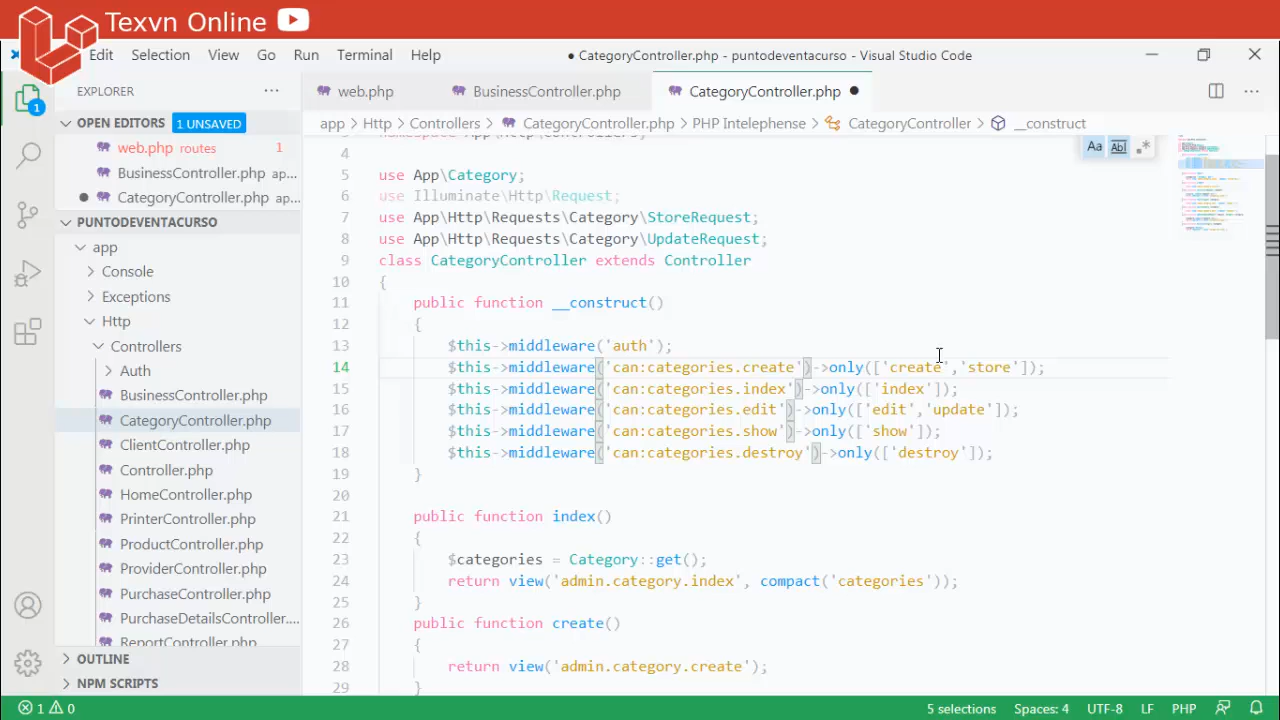 Texvn Online
Edit Selection View Go Run Terminal Help
● CategoryController.php - puntodeventacurso - Visual Studio Code
EXPLORER ···
web.php
BusinessController.php
CategoryController.php ●
OPEN EDITORS 1 UNSAVED
web.php routes 1
BusinessController.php ap...
● CategoryController.php ap...
PUNTODEVENTACURSO
app
Console
Exceptions
Http
Controllers
Auth
BusinessController.php
CategoryController.php
ClientController.php
Controller.php
HomeController.php
PrinterController.php
ProductController.php
ProviderController.php
PurchaseController.php
PurchaseDetailsController....
ReportController.php
OUTLINE
NPM SCRIPTS
1
app > Http > Controllers > CategoryController.php > PHP Intelephense > CategoryController > __construct
Aa Abl .*
namespace App\Http\Controllers;
4
5 use App\Category;
6 use Illuminate\Http\Request;
7 use App\Http\Requests\Category\StoreRequest;
8 use App\Http\Requests\Category\UpdateRequest;
9 class CategoryController extends Controller
10 {
11 public function __construct()
12 {
13 $this->middleware('auth');
14 $this->middleware('can:categories.create')->only(['create','store']);
15 $this->middleware('can:categories.index')->only(['index']);
16 $this->middleware('can:categories.edit')->only(['edit','update']);
17 $this->middleware('can:categories.show')->only(['show']);
18 $this->middleware('can:categories.destroy')->only(['destroy']);
19 }
20
21 public function index()
22 {
23 $categories = Category::get();
24 return view('admin.category.index', compact('categories'));
25 }
26 public function create()
27 {
28 return view('admin.category.create');
29 }
1 0 5 selections Spaces: 4 UTF-8 LF PHP